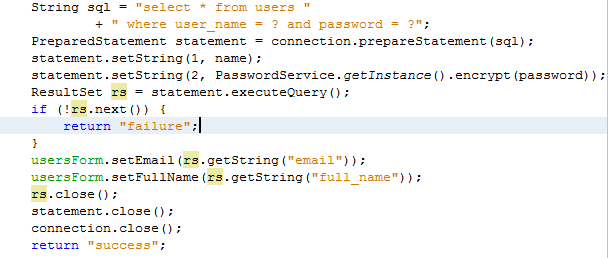 String sql = "select * from users "
+ " where user_name = ? and password = ?";
PreparedStatement statement = connection.prepareStatement(sql);
statement.setString(1, name);
statement.setString(2, PasswordService.getInstance().encrypt(password));
ResultSet rs = statement.executeQuery();
if (!rs.next()) {
return "failure";
}
usersForm.setEmail(rs.getString("email"));
usersForm.setFullName(rs.getString("full_name"));
rs.close();
statement.close();
connection.close();
return "success";